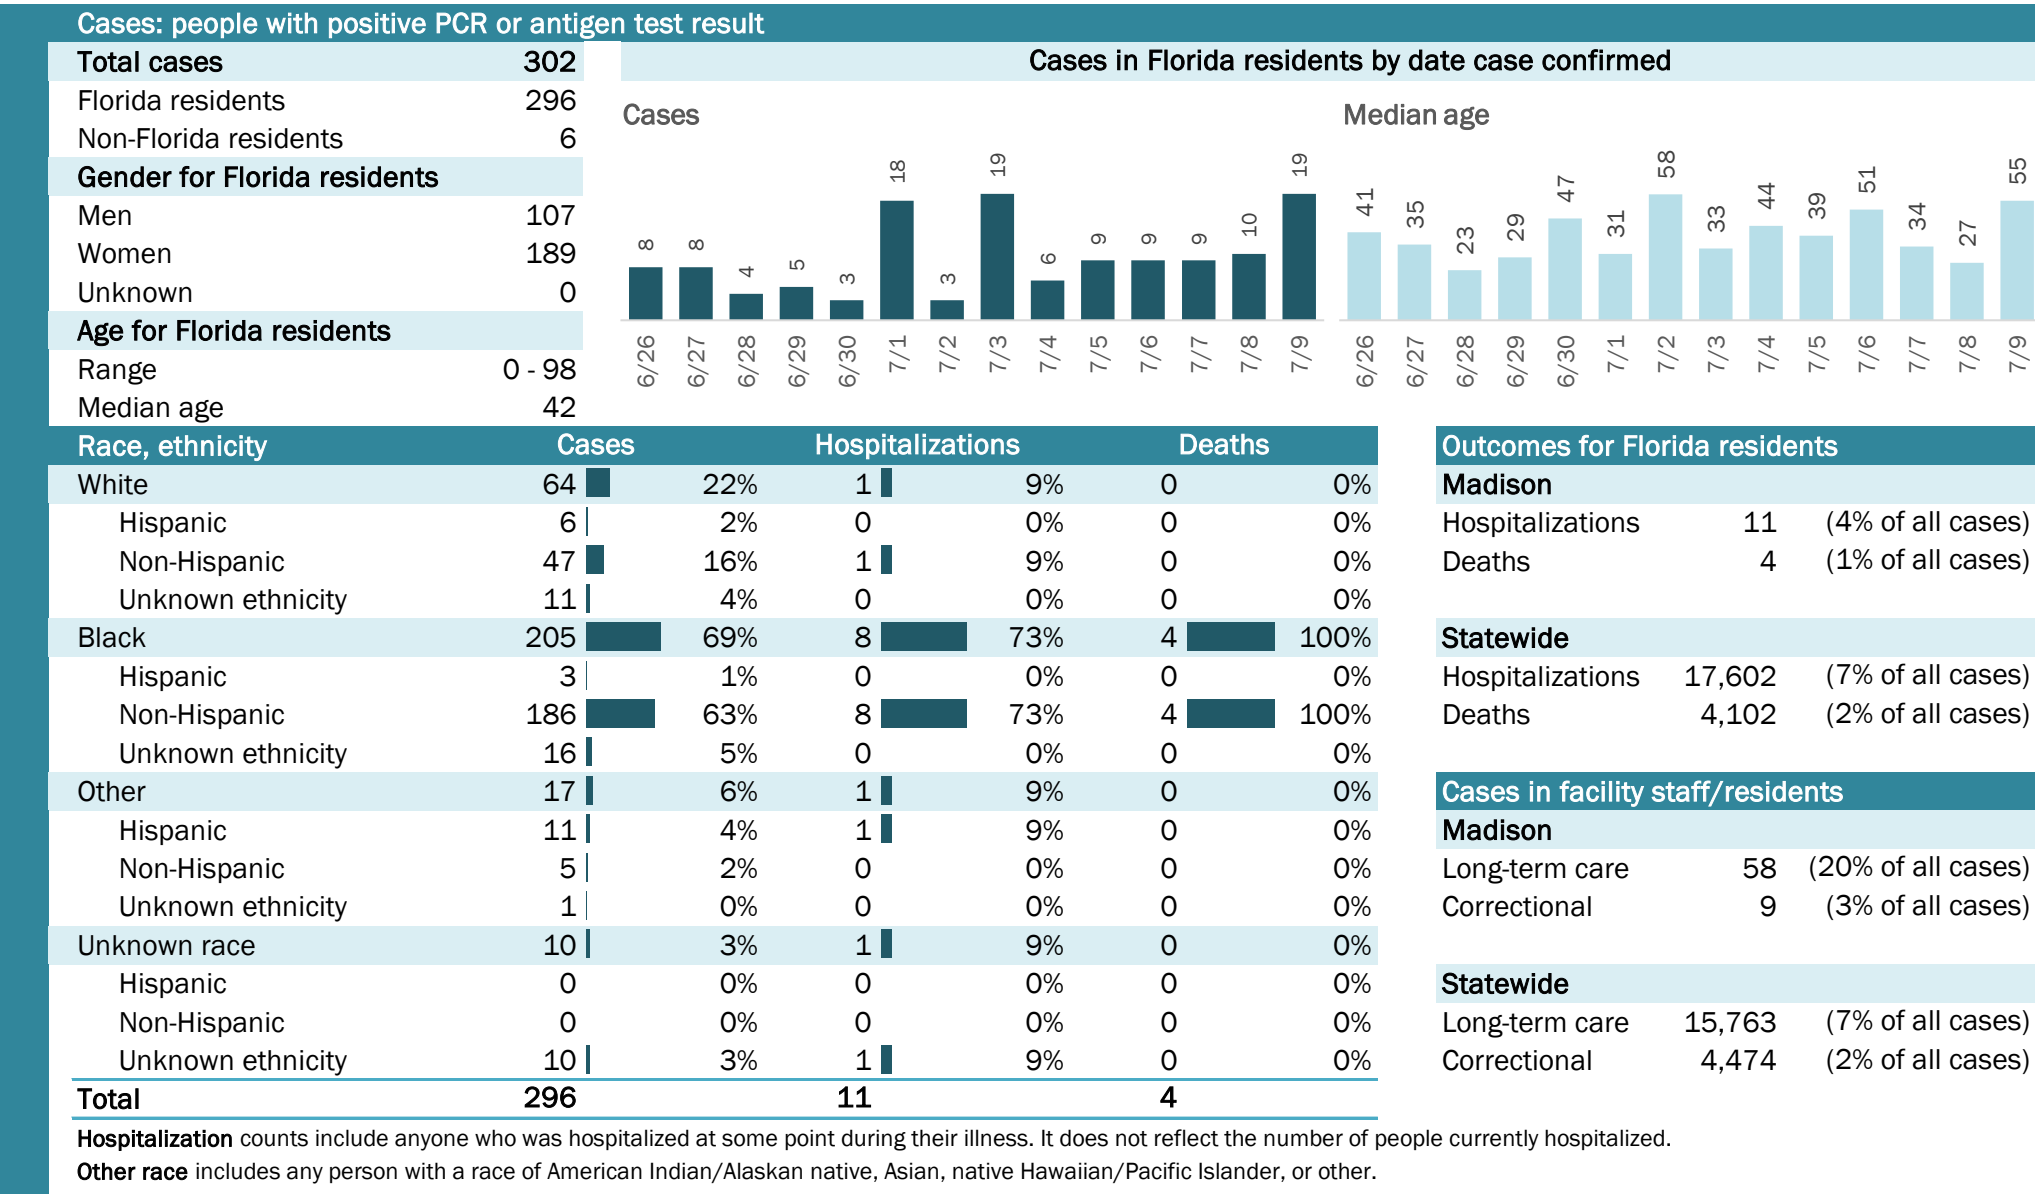 Cases: people with positive PCR or antigen test result
Total cases 302
Florida residents 296
Non-Florida residents 6
Gender for Florida residents
Men 107
Women 189
Unknown 0
Age for Florida residents
Range 0 - 98
Median age 42
Cases in Florida residents by date case confirmed
Cases
8 8 4 5 3 18 3 19 6 9 9 9 10 19
6/26 6/27 6/28 6/29 6/30 7/1 7/2 7/3 7/4 7/5 7/6 7/7 7/8 7/9
Median age
41 35 23 29 47 31 58 33 44 39 51 34 27 55
6/26 6/27 6/28 6/29 6/30 7/1 7/2 7/3 7/4 7/5 7/6 7/7 7/8 7/9
Race, ethnicity Cases Hospitalizations Deaths
White 64 22% 1 9% 0 0%
Hispanic 6 2% 0 0% 0 0%
Non-Hispanic 47 16% 1 9% 0 0%
Unknown ethnicity 11 4% 0 0% 0 0%
Black 205 69% 8 73% 4 100%
Hispanic 3 1% 0 0% 0 0%
Non-Hispanic 186 63% 8 73% 4 100%
Unknown ethnicity 16 5% 0 0% 0 0%
Other 17 6% 1 9% 0 0%
Hispanic 11 4% 1 9% 0 0%
Non-Hispanic 5 2% 0 0% 0 0%
Unknown ethnicity 1 0% 0 0% 0 0%
Unknown race 10 3% 1 9% 0 0%
Hispanic 0 0% 0 0% 0 0%
Non-Hispanic 0 0% 0 0% 0 0%
Unknown ethnicity 10 3% 1 9% 0 0%
Total 296 11 4
Outcomes for Florida residents
Madison
Hospitalizations 11 (4% of all cases)
Deaths 4 (1% of all cases)
Statewide
Hospitalizations 17,602 (7% of all cases)
Deaths 4,102 (2% of all cases)
Cases in facility staff/residents
Madison
Long-term care 58 (20% of all cases)
Correctional 9 (3% of all cases)
Statewide
Long-term care 15,763 (7% of all cases)
Correctional 4,474 (2% of all cases)
Hospitalization counts include anyone who was hospitalized at some point during their illness. It does not reflect the number of people currently hospitalized.
Other race includes any person with a race of American Indian/Alaskan native, Asian, native Hawaiian/Pacific Islander, or other.